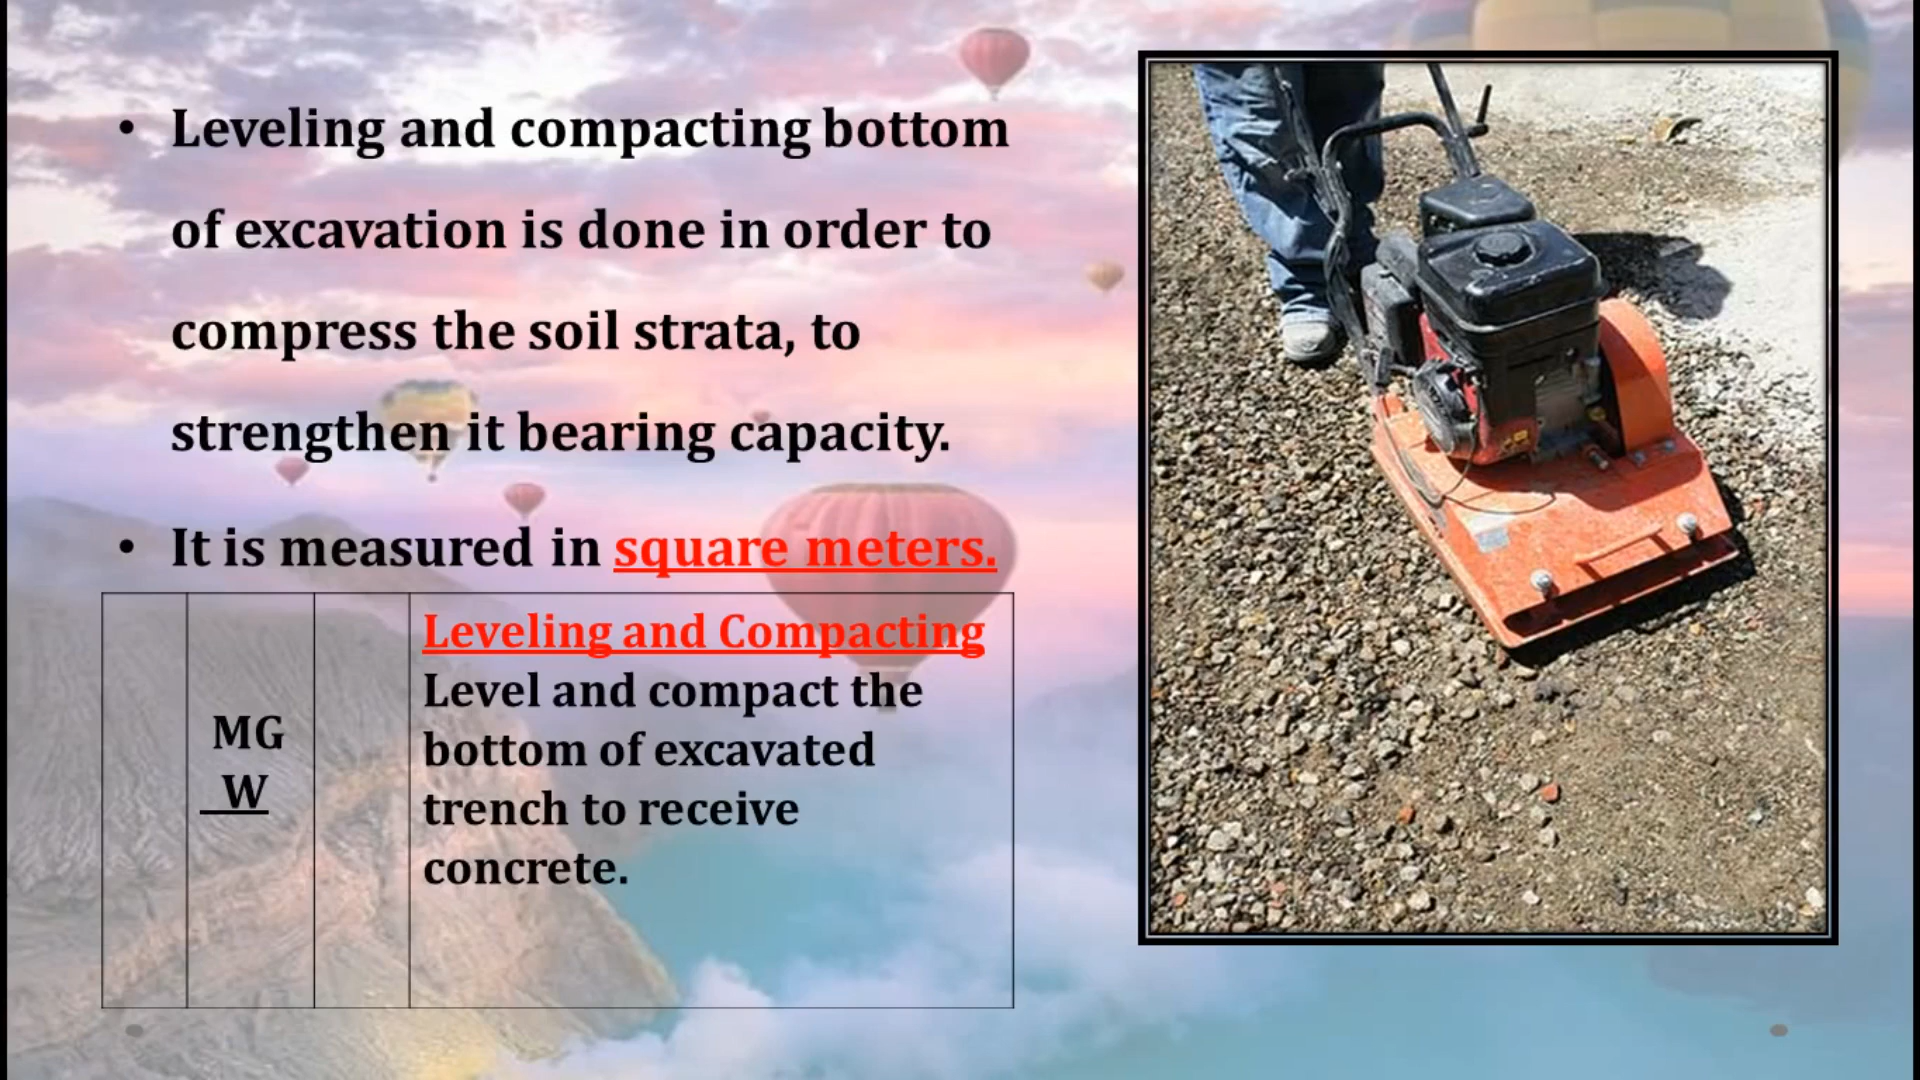 • Leveling and compacting bottom
of excavation is done in order to
compress the soil strata, to
strengthen it bearing capacity.
• It is measured in square meters.
MG
W
Leveling and Compacting
Level and compact the
bottom of excavated
trench to receive
concrete.